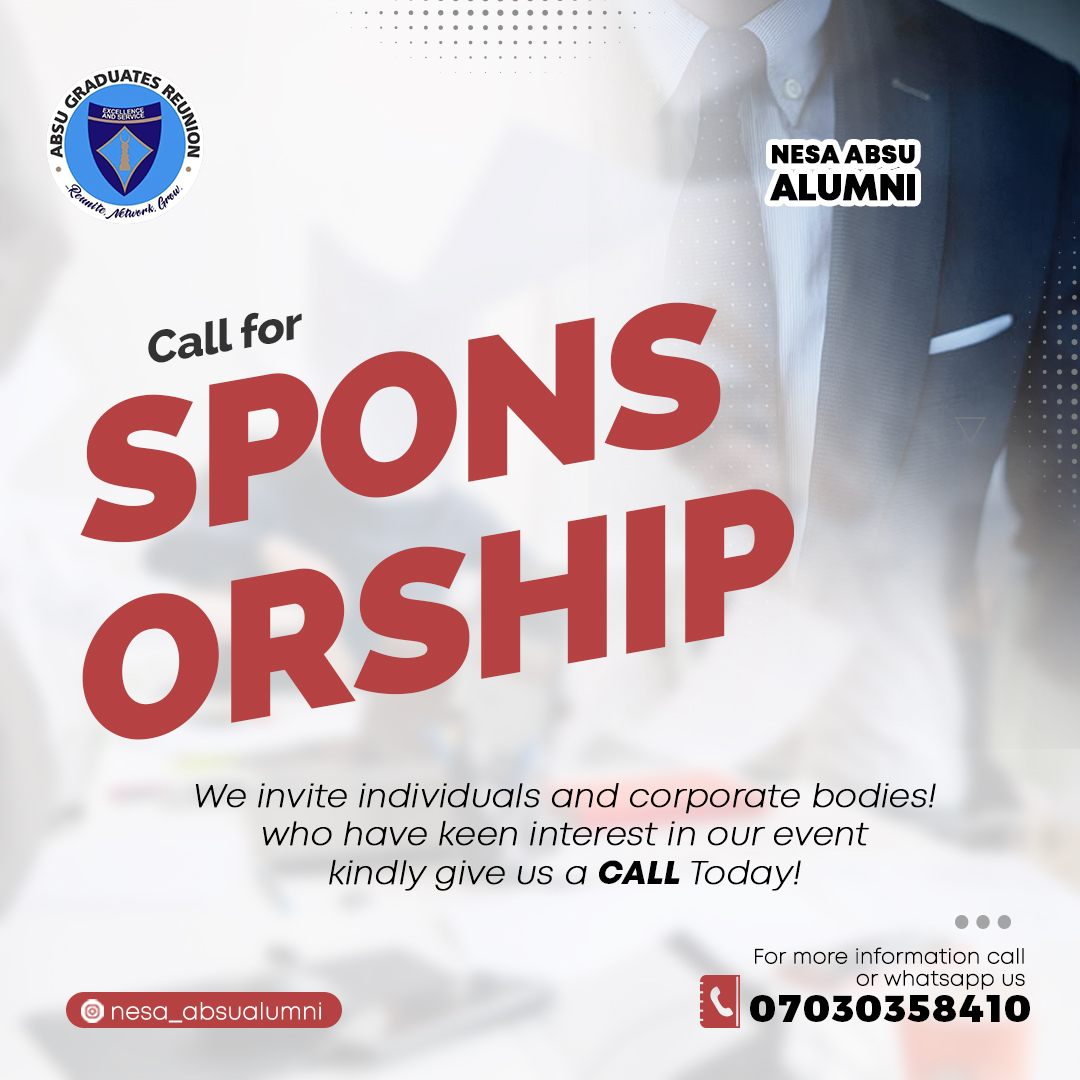 ABSU GRADUATES REUNION
EXCELLENCE
AND SERVICE
Reunite, Network, Grow.
NESA ABSU
ALUMNI
Call for
SPONS
ORSHIP
We invite individuals and corporate bodies!
who have keen interest in our event
kindly give us a CALL Today!
For more information call
or whatsapp us
07030358410
nesa_absualumni